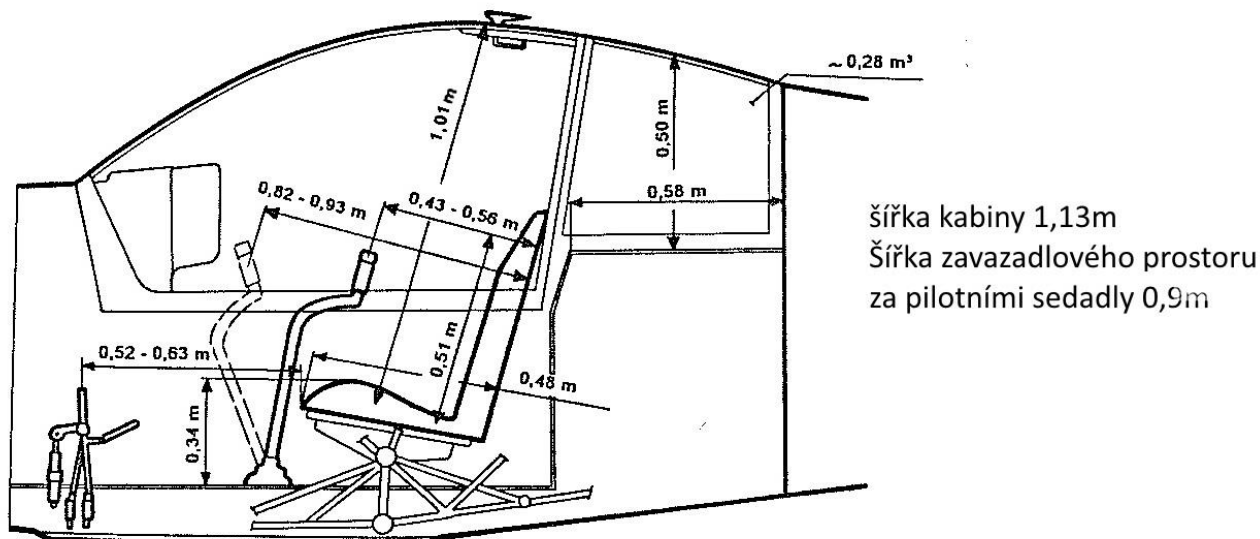 ~ 0,28 m³
1,01 m
0,50 m
0,58 m
0,82 - 0,93 m
0,43 - 0,56 m
0,51 m
0,52 - 0,63 m
0,48 m
0,34 m
šířka kabiny 1,13m
Šířka zavazadlového prostoru
za pilotními sedadly 0,9m